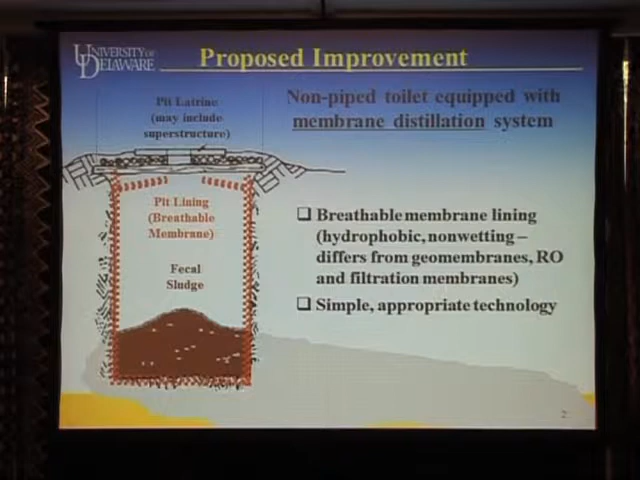 UNIVERSITY OF
DELAWARE
Proposed Improvement
Pit Latrine
(may include
superstructure)
Non-piped toilet equipped with
membrane distillation system
Pit Lining
(Breathable
Membrane)
Fecal
Sludge
❑ Breathable membrane lining
(hydrophobic, nonwetting –
differs from geomembranes, RO
and filtration membranes)
❑ Simple, appropriate technology
2